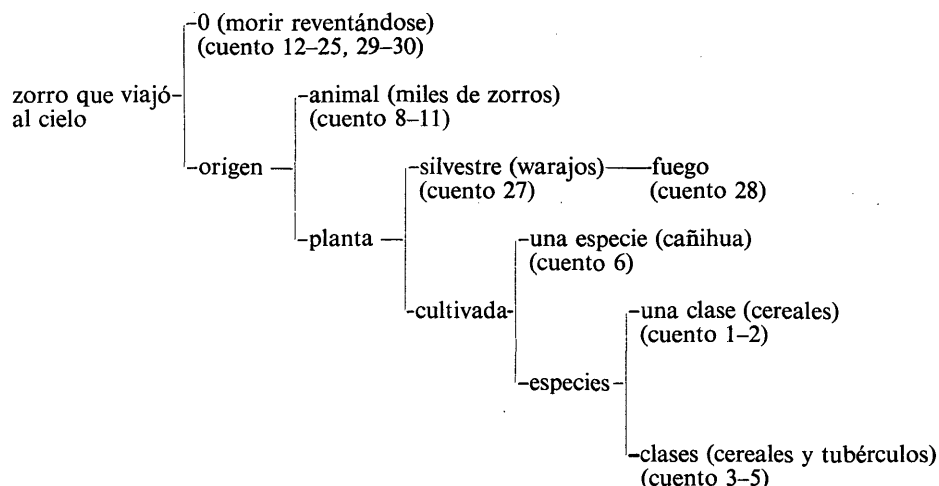 -0 (morir reventándose)
(cuento 12–25, 29–30)
zorro que viajó-
al cielo
-animal (miles de zorros)
(cuento 8–11)
-origen
-silvestre (warajos)
(cuento 27)
fuego
(cuento 28)
-planta
-una especie (cañihua)
(cuento 6)
-cultivada-
-una clase (cereales)
(cuento 1–2)
-especies
-clases (cereales y tubérculos)
(cuento 3–5)